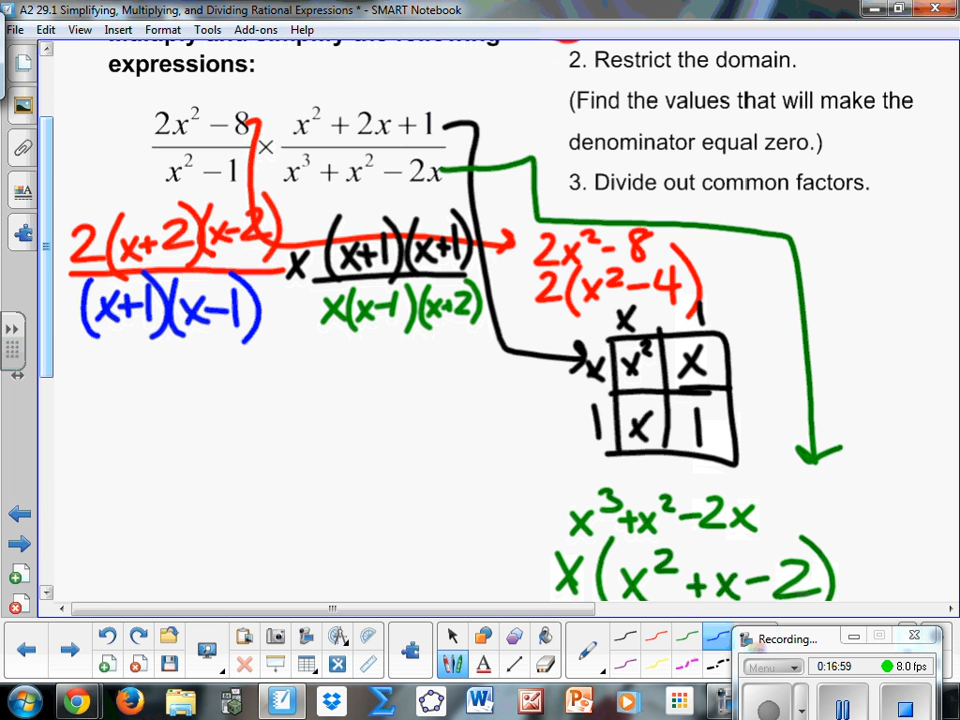 A2 29.1 Simplifying, Multiplying, and Dividing Rational Expressions * - SMART Notebook
File Edit View Insert Format Tools Add-ons Help
expressions:
2. Restrict the domain.
(Find the values that will make the
denominator equal zero.)
3. Divide out common factors.
2x² − 8 x² + 2x + 1
×
x² − 1 x³ + x² − 2x
2(x+2)(x-2) x (x+1)(x+1)
(x+1)(x-1) x(x-1)(x+2)
2x²-8
2(x²-4)
x 1
x x² x
1 x 1
x³+x²-2x
x(x²+x-2)
Recording...
Menu 0:16:59 8.0 fps